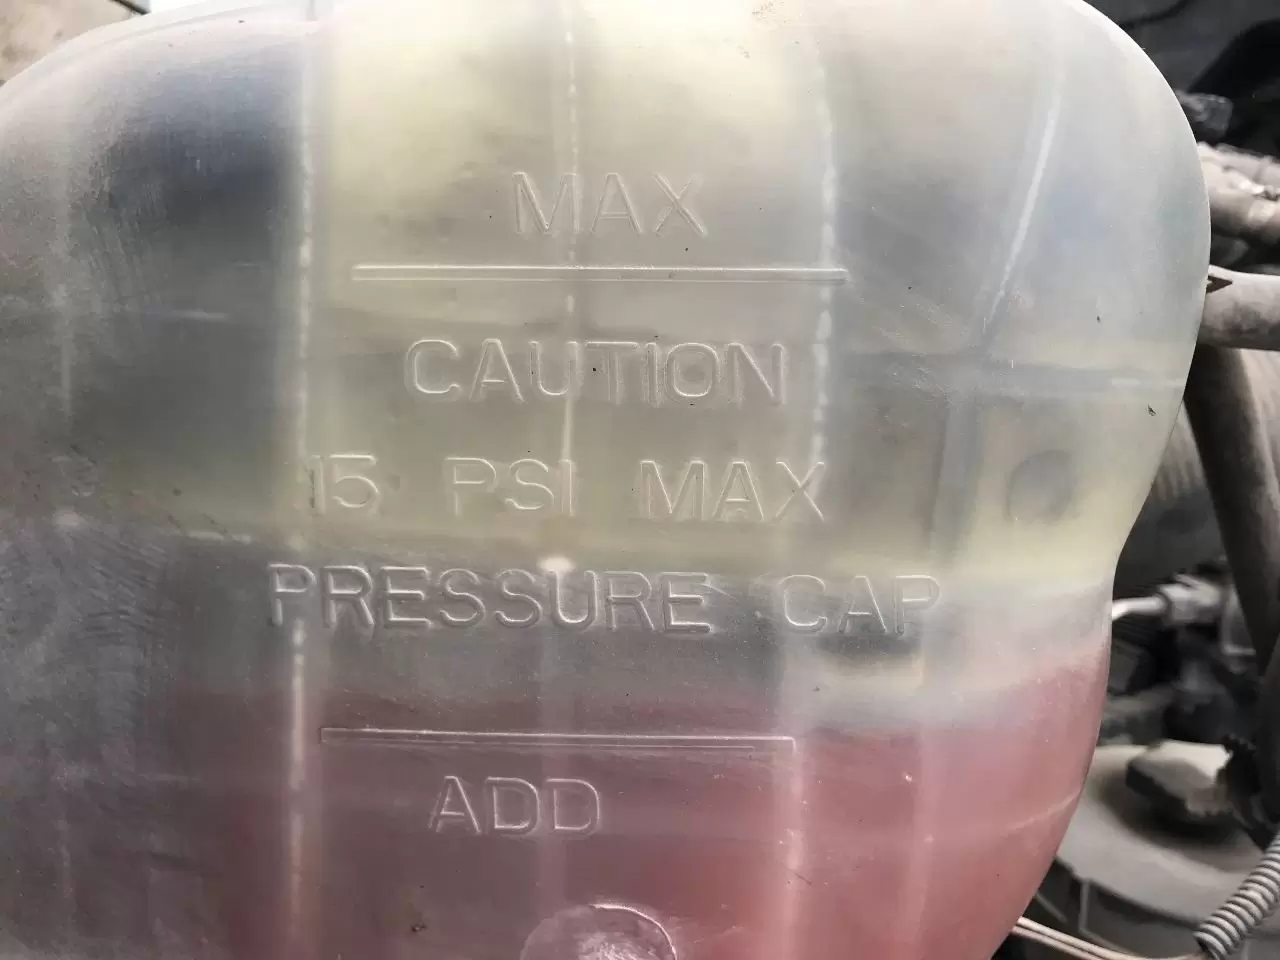 MAX
CAUTION
15 PSI MAX
PRESSURE CAP
ADD